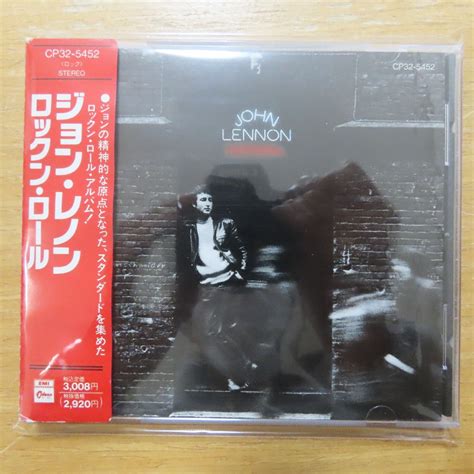 CP32-5452
〈ロック〉
STEREO
ジョン・レノン
ロックン・ロール
●ジョンの精神的な原点となった、スタンダードを集めた
ロックン・ロール・アルバム!
EMI
Odeon
税込定価
3,008円
税抜価格
(2,920円)
CP32-5452
JOHN
LENNON